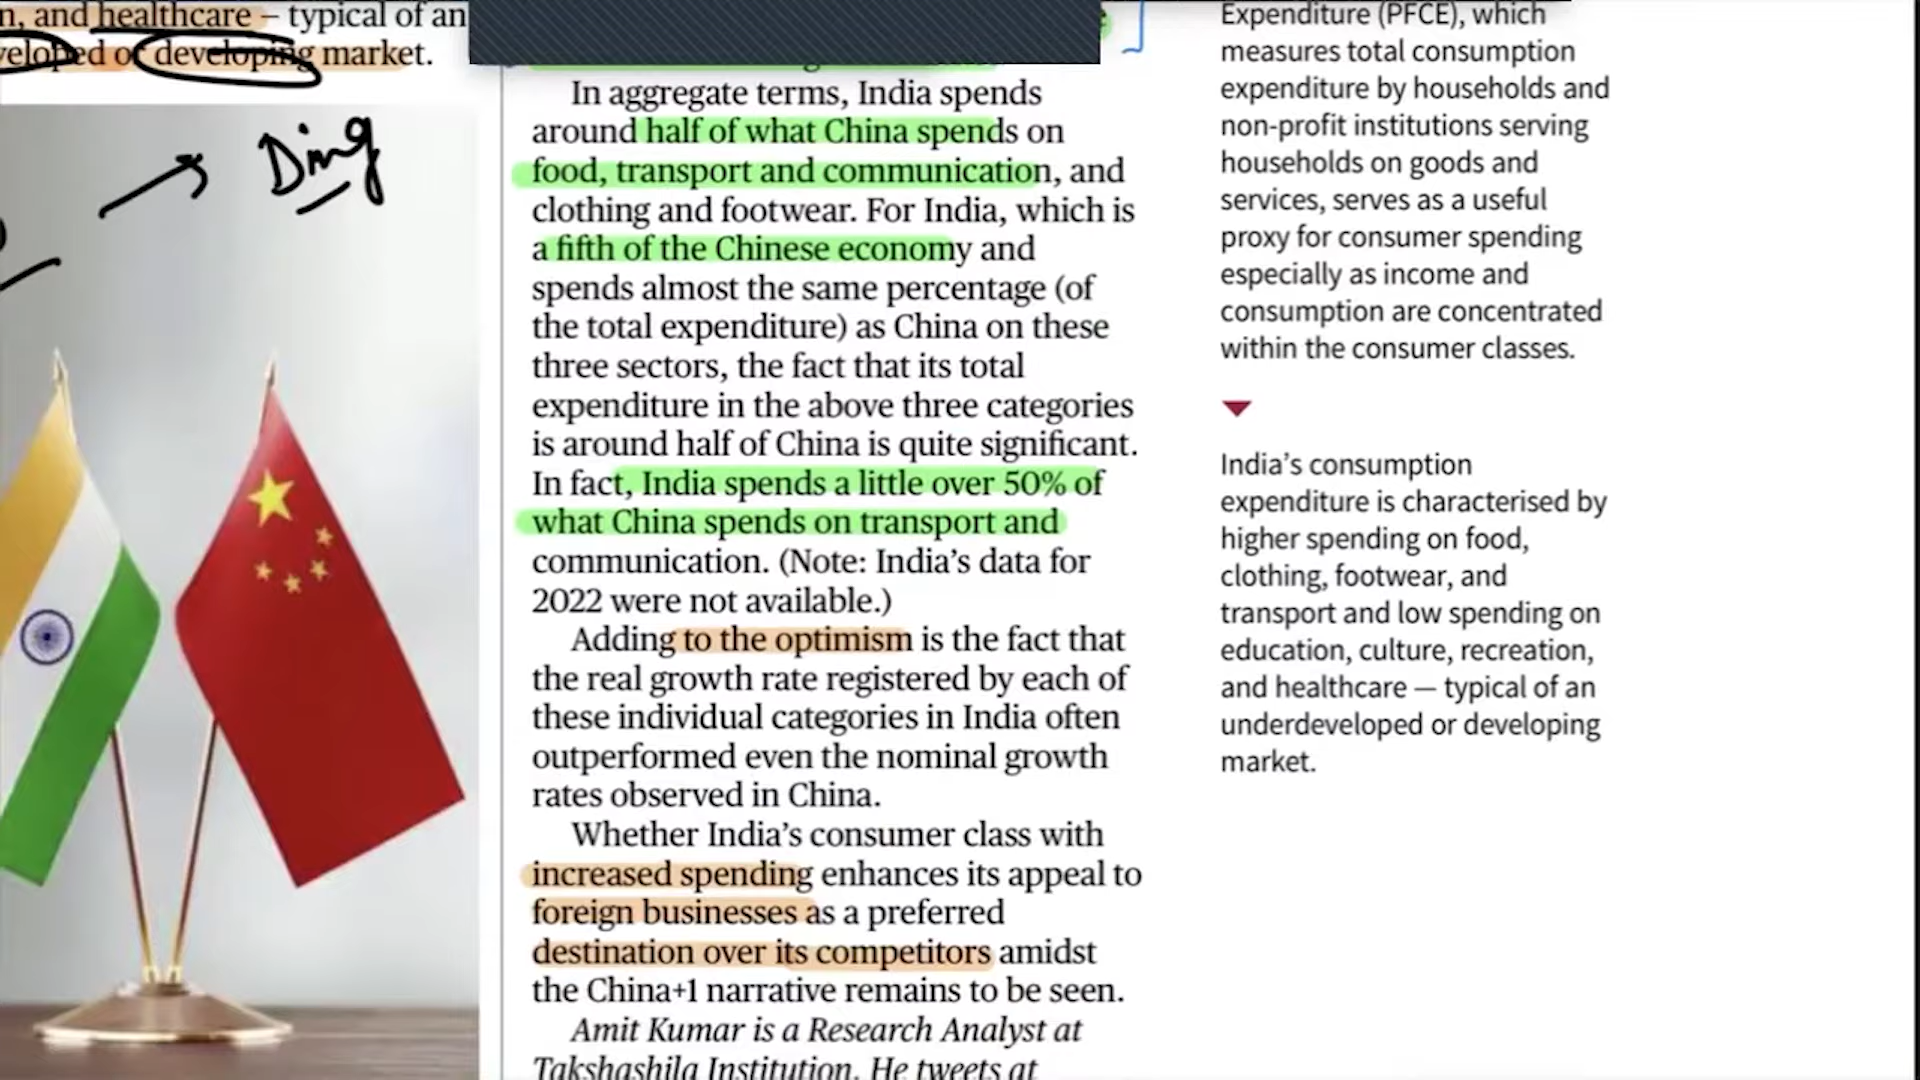 n, and healthcare – typical of an
veloped or developing market.
Ding
In aggregate terms, India spends
around half of what China spends on
food, transport and communication, and
clothing and footwear. For India, which is
a fifth of the Chinese economy and
spends almost the same percentage (of
the total expenditure) as China on these
three sectors, the fact that its total
expenditure in the above three categories
is around half of China is quite significant.
In fact, India spends a little over 50% of
what China spends on transport and
communication. (Note: India’s data for
2022 were not available.)
Adding to the optimism is the fact that
the real growth rate registered by each of
these individual categories in India often
outperformed even the nominal growth
rates observed in China.
Whether India’s consumer class with
increased spending enhances its appeal to
foreign businesses as a preferred
destination over its competitors amidst
the China+1 narrative remains to be seen.
Amit Kumar is a Research Analyst at
Takshashila Institution. He tweets at
Expenditure (PFCE), which
measures total consumption
expenditure by households and
non-profit institutions serving
households on goods and
services, serves as a useful
proxy for consumer spending
especially as income and
consumption are concentrated
within the consumer classes.
India’s consumption
expenditure is characterised by
higher spending on food,
clothing, footwear, and
transport and low spending on
education, culture, recreation,
and healthcare — typical of an
underdeveloped or developing
market.